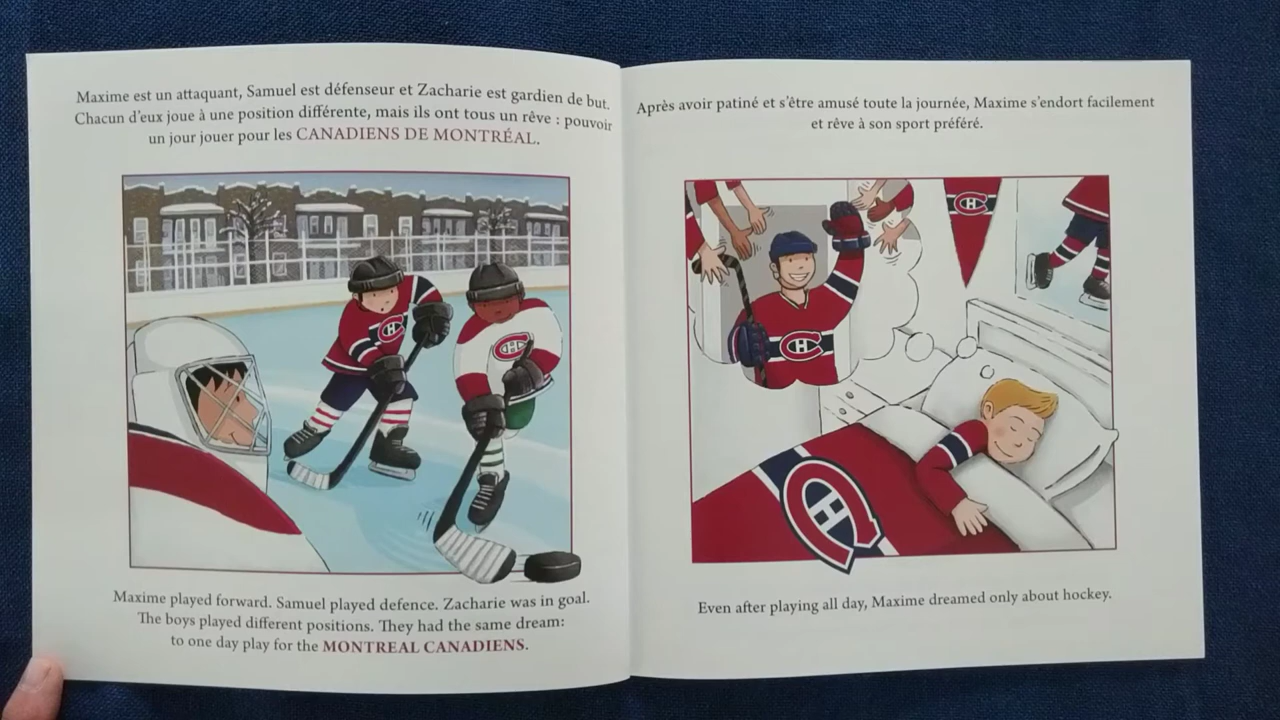 Maxime est un attaquant, Samuel est défenseur et Zacharie est gardien de but.
Chacun d'eux joue à une position différente, mais ils ont tous un rêve : pouvoir
un jour jouer pour les CANADIENS DE MONTRÉAL.
Maxime played forward. Samuel played defence. Zacharie was in goal.
The boys played different positions. They had the same dream:
to one day play for the MONTREAL CANADIENS.
Après avoir patiné et s'être amusé toute la journée, Maxime s'endort facilement
et rêve à son sport préféré.
Even after playing all day, Maxime dreamed only about hockey.